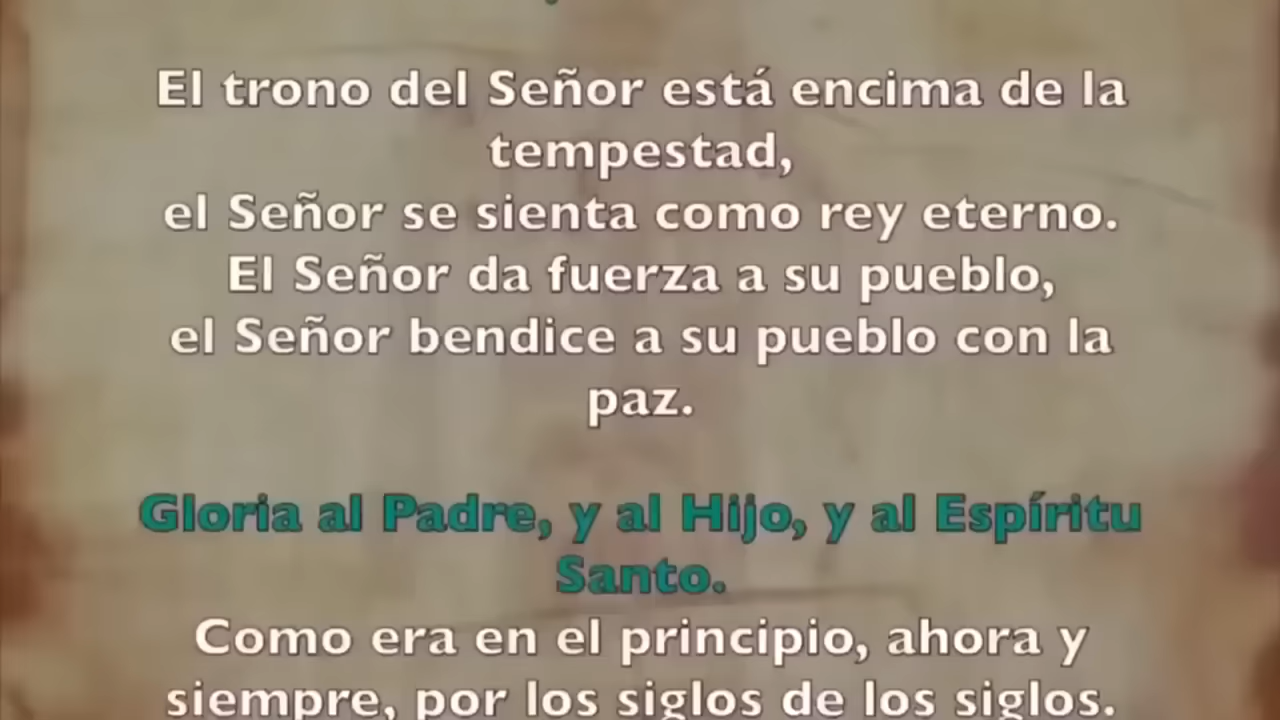 El trono del Señor está encima de la
tempestad,
el Señor se sienta como rey eterno.
El Señor da fuerza a su pueblo,
el Señor bendice a su pueblo con la
paz.
Gloria al Padre, y al Hijo, y al Espíritu
Santo.
Como era en el principio, ahora y
siempre, por los siglos de los siglos.